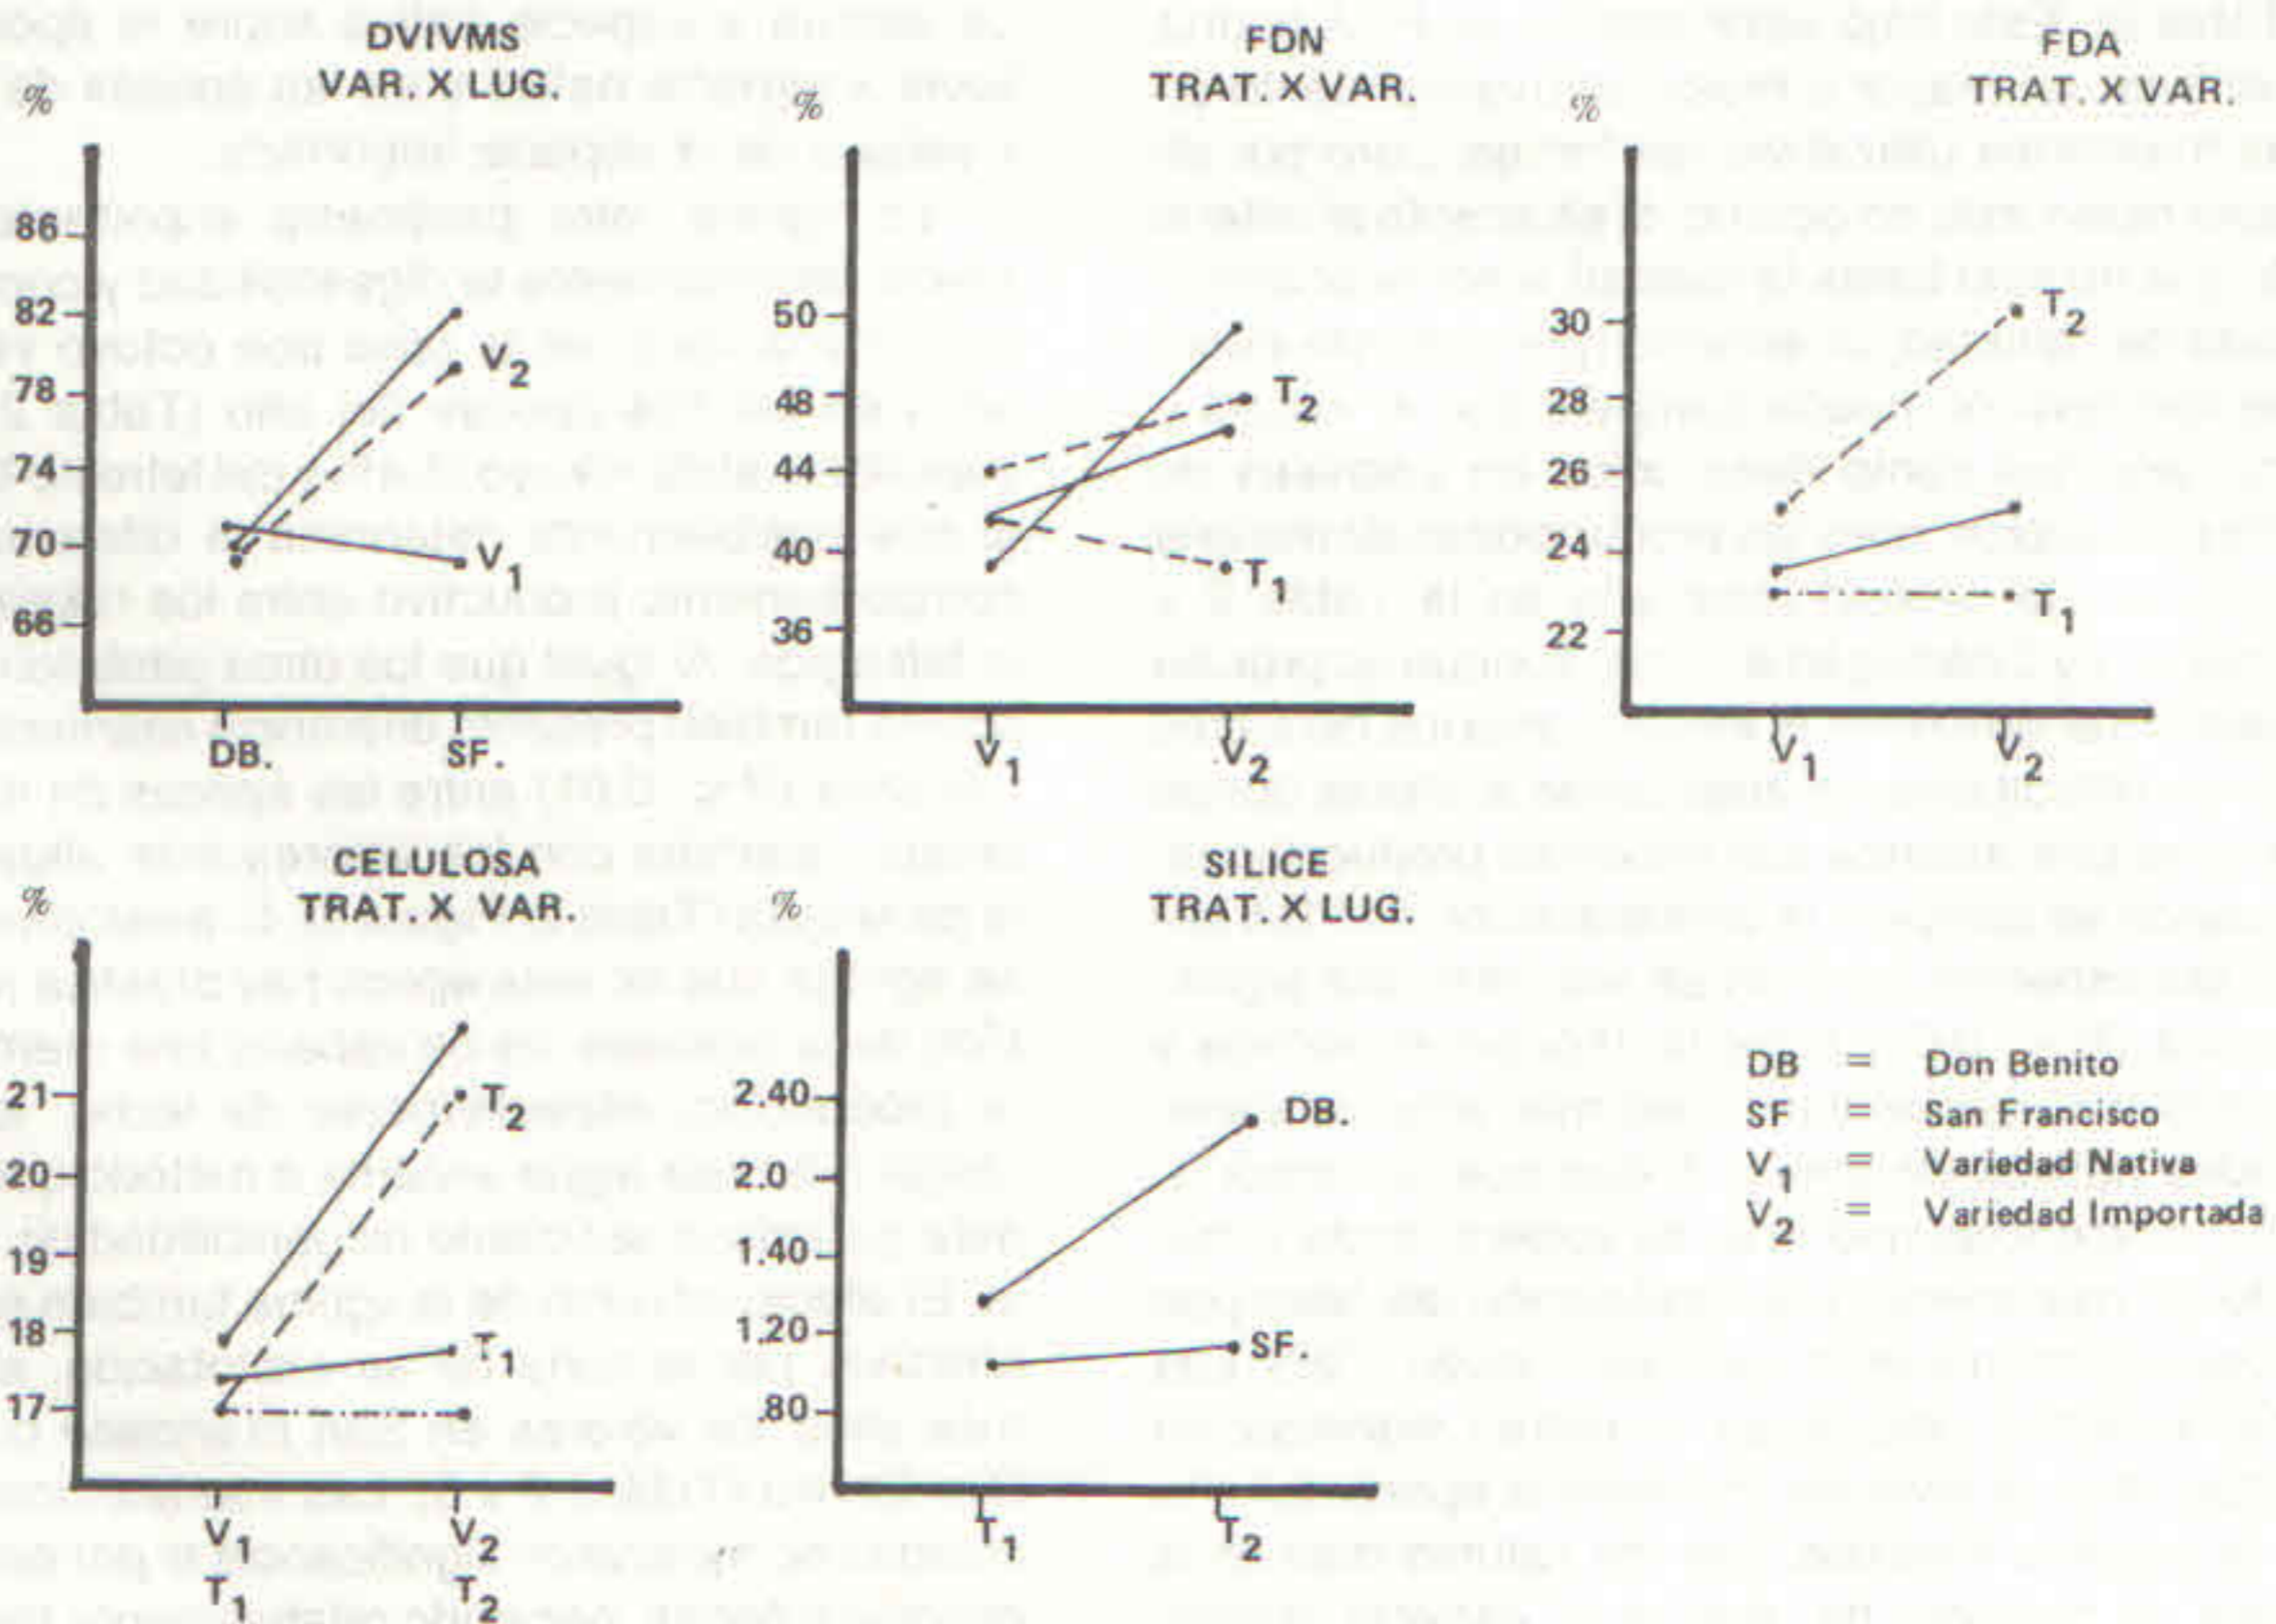 DVIVMS
VAR. X LUG.
%
86
82
78
74
70
66
V2
V1
DB. SF.
FDN
TRAT. X VAR.
%
50
48
44
40
36
T2
T1
V1 V2
FDA
TRAT. X VAR.
%
30
28
26
24
22
T2
T1
V1 V2
CELULOSA
TRAT. X VAR.
%
21
20
19
18
17
T2
T1
V1 V2
T1 T2
SILICE
TRAT. X LUG.
%
2.40
2.0
1.40
1.20
.80
DB.
SF.
T1 T2
DB = Don Benito
SF = San Francisco
V1 = Variedad Nativa
V2 = Variedad Importada